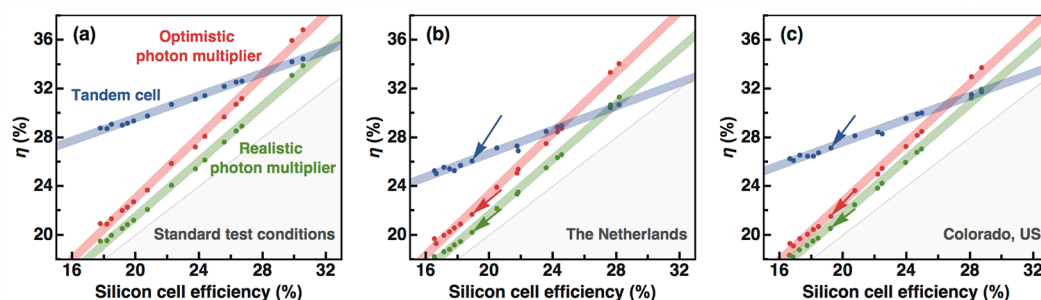 (a)
Optimistic
photon multiplier
Tandem cell
Realistic
photon multiplier
Standard test conditions
η (%)
36
32
28
24
20
16 20 24 28 32
Silicon cell efficiency (%)
(b)
The Netherlands
η (%)
36
32
28
24
20
16 20 24 28 32
Silicon cell efficiency (%)
(c)
Colorado, US
η (%)
36
32
28
24
20
16 20 24 28 32
Silicon cell efficiency (%)